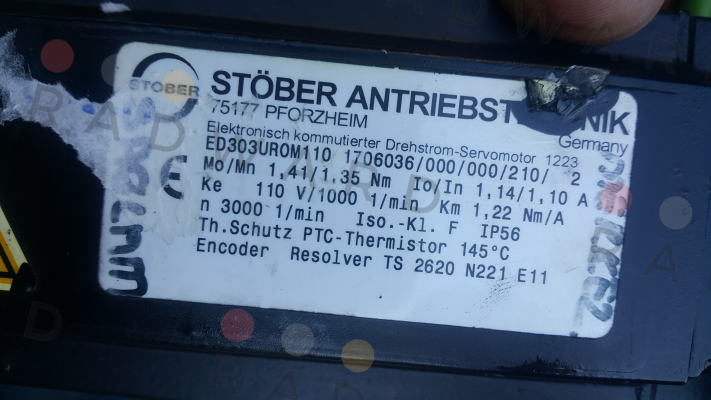 STÖBER
STÖBER ANTRIEBST NIK
75177 PFORZHEIM
Germany
Elektronisch kommutierter Drehstrom-Servomotor 1223
ED303UROM110 1706036/000/000/210/ 2
Mo/Mn 1,41/1,35 Nm Io/In 1,14/1,10 A
Ke 110 V/1000 1/min Km 1,22 Nm/A
n 3000 1/min Iso.-Kl. F IP56
Th.Schutz PTC-Thermistor 145°C
Encoder Resolver TS 2620 N221 E11
CE
RADWARD